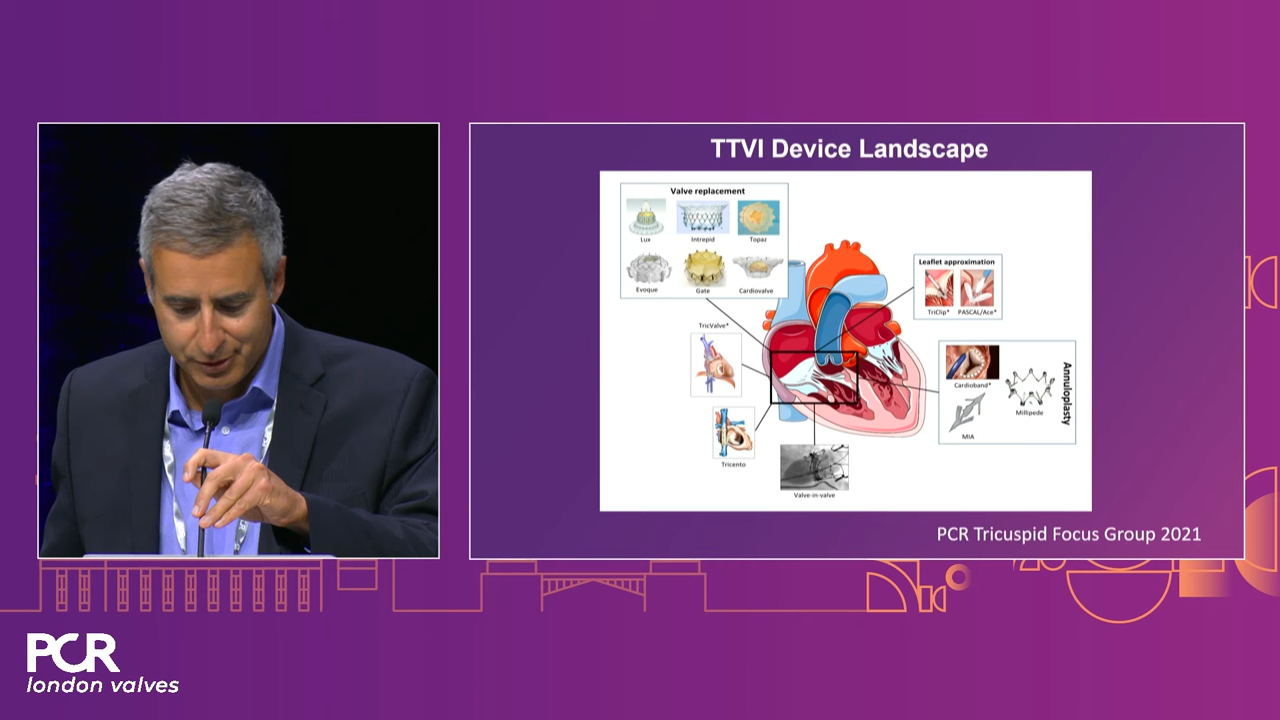 TTVI Device Landscape
Valve replacement
Lux
Intrepid
Topaz
Evoque
Gate
Cardiovalve
TricValve*
Tricento
Valve-in-valve
Leaflet approximation
TriClip*
PASCAL/Ace*
Cardioband*
Millipede
MIA
Annuloplasty
PCR Tricuspid Focus Group 2021
PCR
london valves